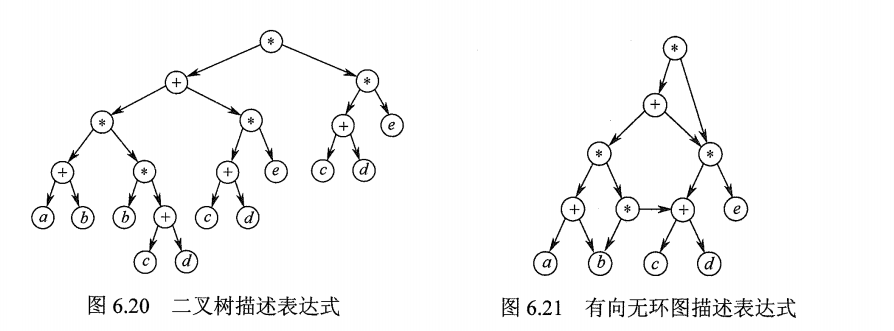 *
+ *
* * + e
+ * + e c d
a b b + c d
c d
图 6.20 二叉树描述表达式
*
+
* *
+ * + e
a b c d
图 6.21 有向无环图描述表达式